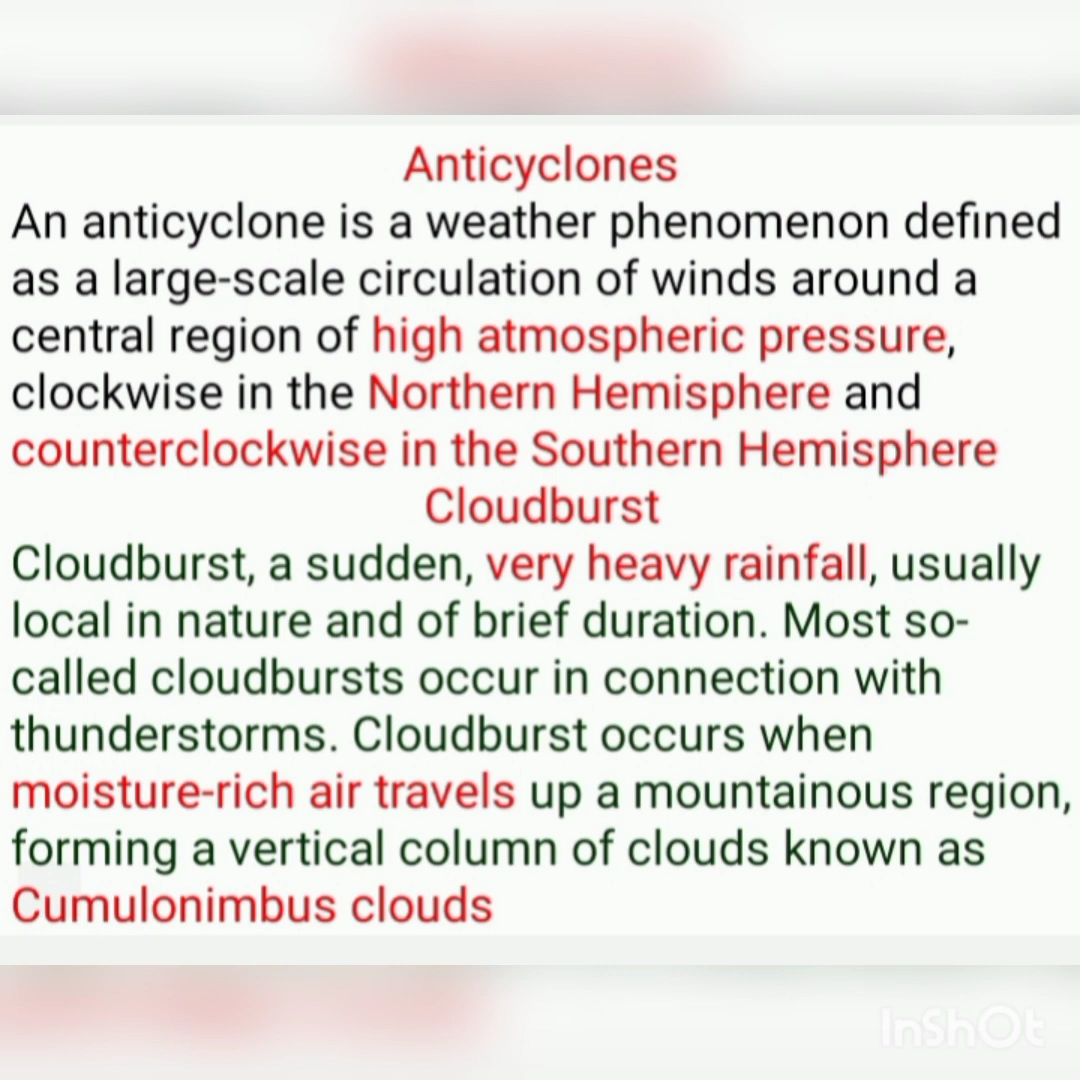 Anticyclones
An anticyclone is a weather phenomenon defined
as a large-scale circulation of winds around a
central region of high atmospheric pressure,
clockwise in the Northern Hemisphere and
counterclockwise in the Southern Hemisphere
Cloudburst
Cloudburst, a sudden, very heavy rainfall, usually
local in nature and of brief duration. Most so-
called cloudbursts occur in connection with
thunderstorms. Cloudburst occurs when
moisture-rich air travels up a mountainous region,
forming a vertical column of clouds known as
Cumulonimbus clouds
InShOt